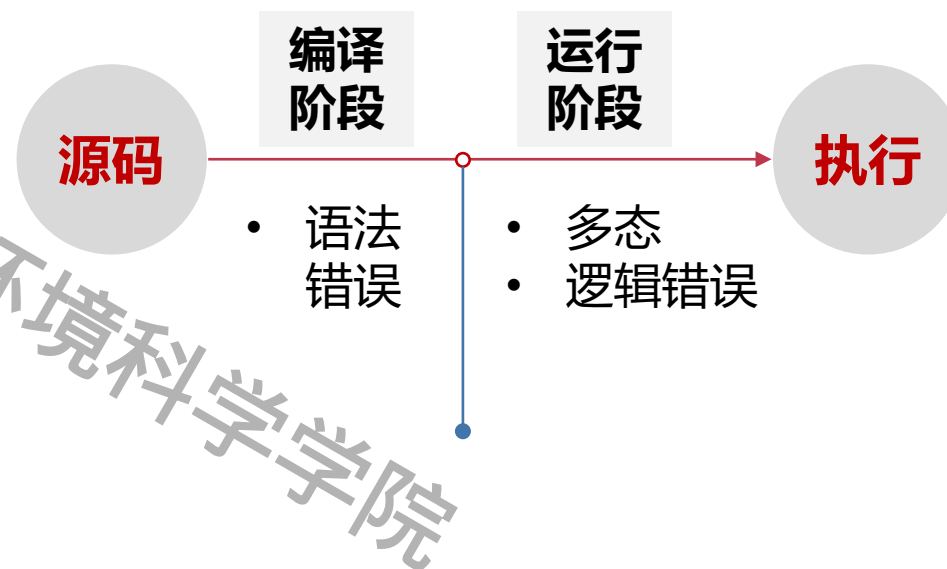 编译
阶段
运行
阶段
源码
执行
• 语法
错误
• 多态
• 逻辑错误
环境科学学院